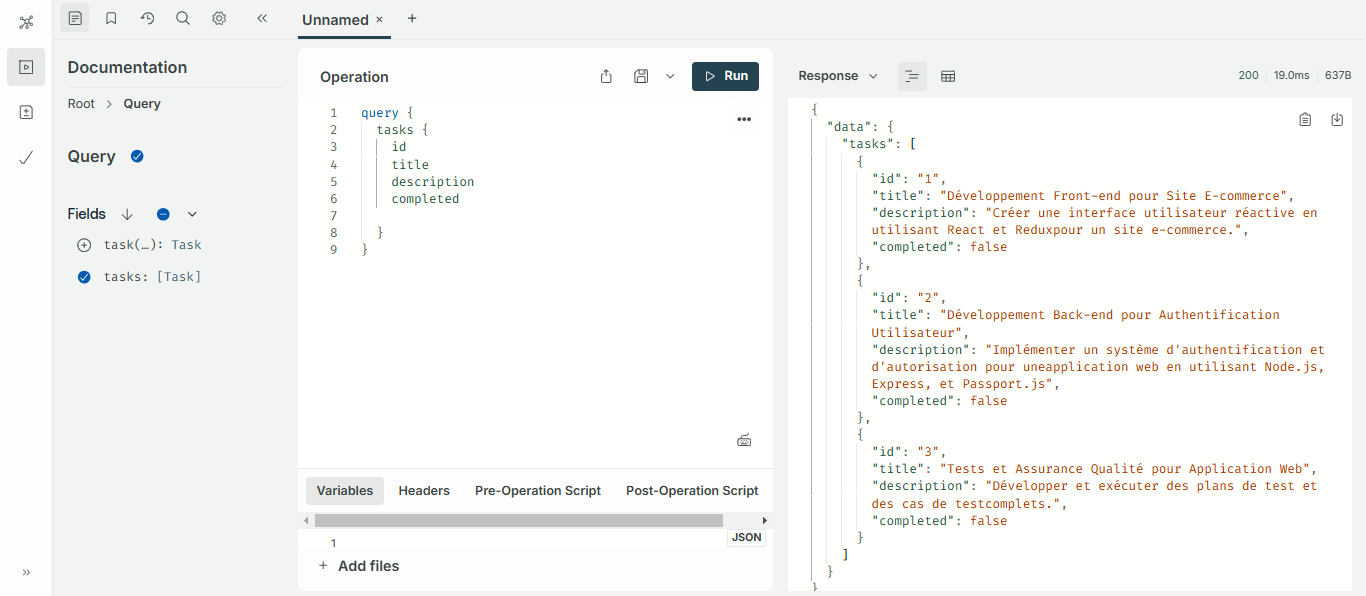 Unnamed × +
Documentation
Root > Query
Query
Fields
task(…): Task
tasks: [Task]
Operation
Run
1 query {
2 tasks {
3 id
4 title
5 description
6 completed
7
8 }
9 }
Variables Headers Pre-Operation Script Post-Operation Script
JSON
1
+ Add files
Response
200 19.0ms 637B
{
"data": {
"tasks": [
{
"id": "1",
"title": "Développement Front-end pour Site E-commerce",
"description": "Créer une interface utilisateur réactive en
utilisant React et Reduxpour un site e-commerce.",
"completed": false
},
{
"id": "2",
"title": "Développement Back-end pour Authentification
Utilisateur",
"description": "Implémenter un système d'authentification et
d'autorisation pour uneapplication web en utilisant Node.js,
Express, et Passport.js",
"completed": false
},
{
"id": "3",
"title": "Tests et Assurance Qualité pour Application Web",
"description": "Développer et exécuter des plans de test et
des cas de testcomplets.",
"completed": false
}
]
}
}